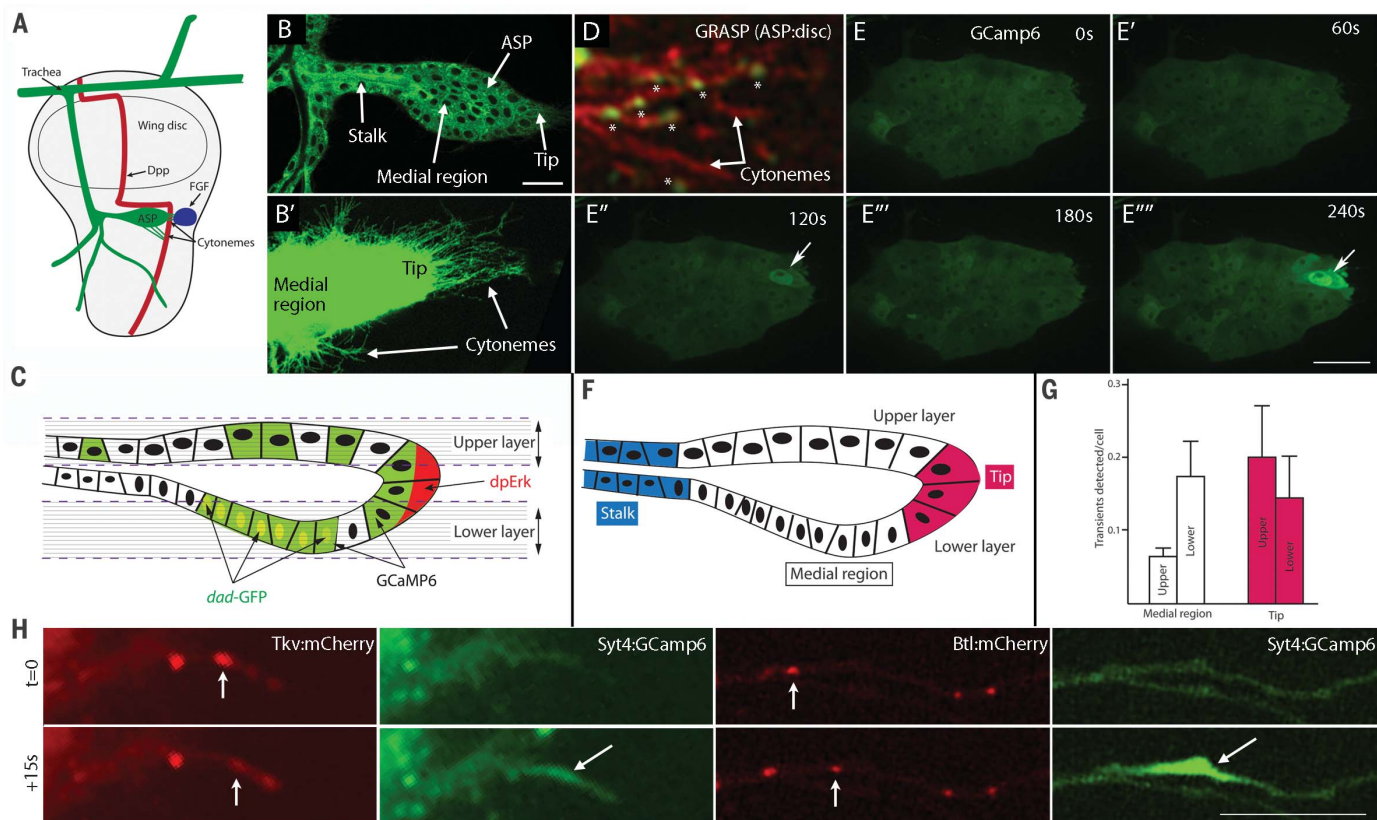 A
Trachea
Wing disc
Dpp
FGF
ASP
Cytonemes
B
ASP
Stalk
Medial region
Tip
B'
Medial
region
Tip
Cytonemes
D
GRASP (ASP:disc)
*
*
*
*
*
*
*
Cytonemes
E
GCamp6
0s
E'
60s
E''
120s
E'''
180s
E''''
240s
C
Upper layer
dpErk
Lower layer
GCaMP6
dad-GFP
F
Upper layer
Tip
Stalk
Lower layer
Medial region
G
Transients detected/cell
0.3
0.2
0.1
Upper
Lower
Upper
Lower
Medial region
Tip
H
t=0
Tkv:mCherry
Syt4:GCamp6
Btl:mCherry
Syt4:GCamp6
+15s